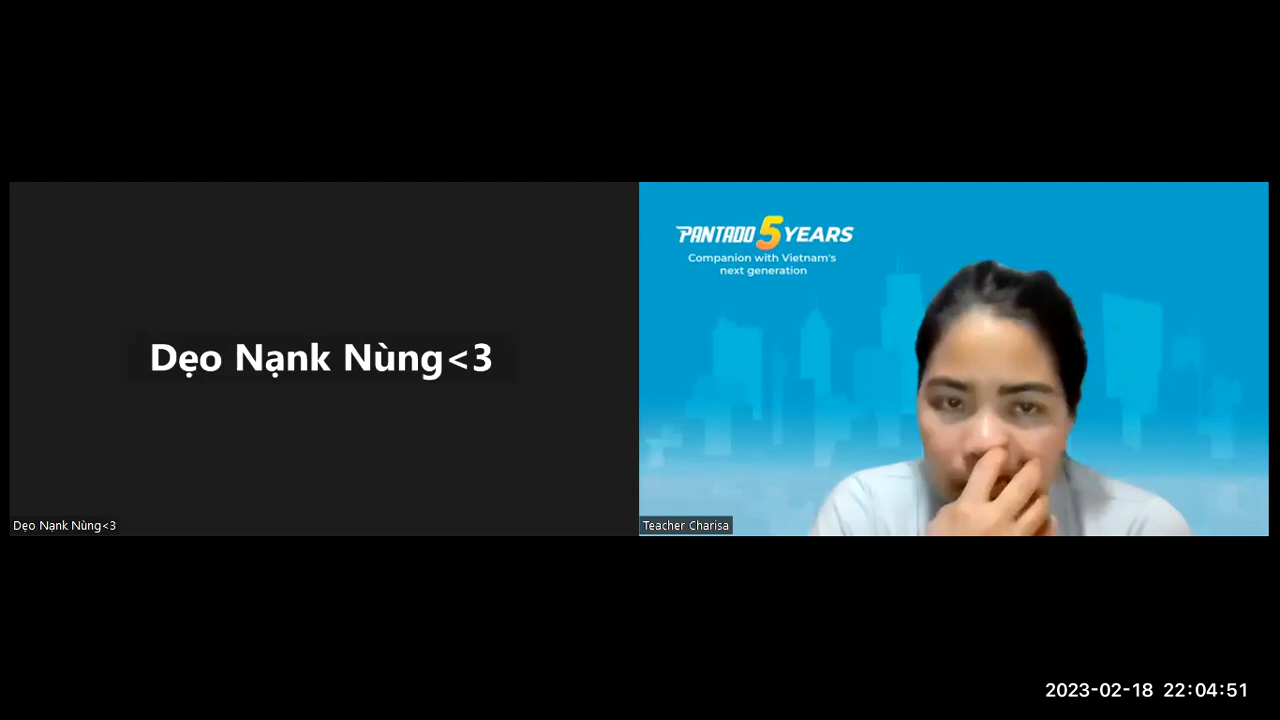 PANTADO 5 YEARS
Companion with Vietnam's
next generation
Dẹo Nạnk Nùng<3
Dẹo Nạnk Nùng<3
Teacher Charisa
2023-02-18 22:04:51